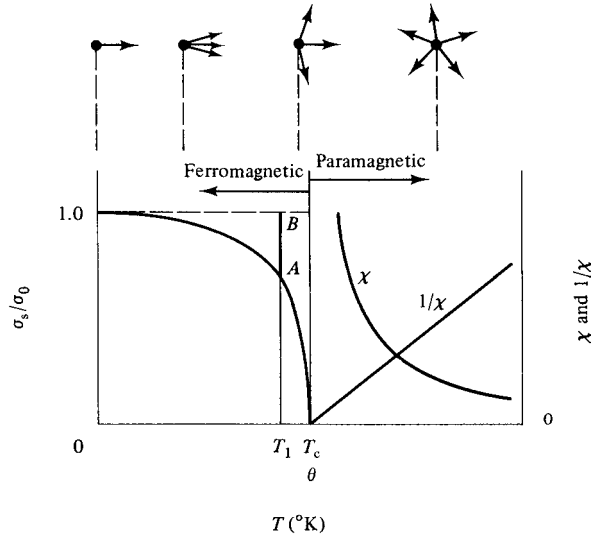 Ferromagnetic
Paramagnetic
1.0
B
A
χ
1/χ
σs/σ0
χ and 1/χ
0
0
T1
Tc
θ
T (°K)